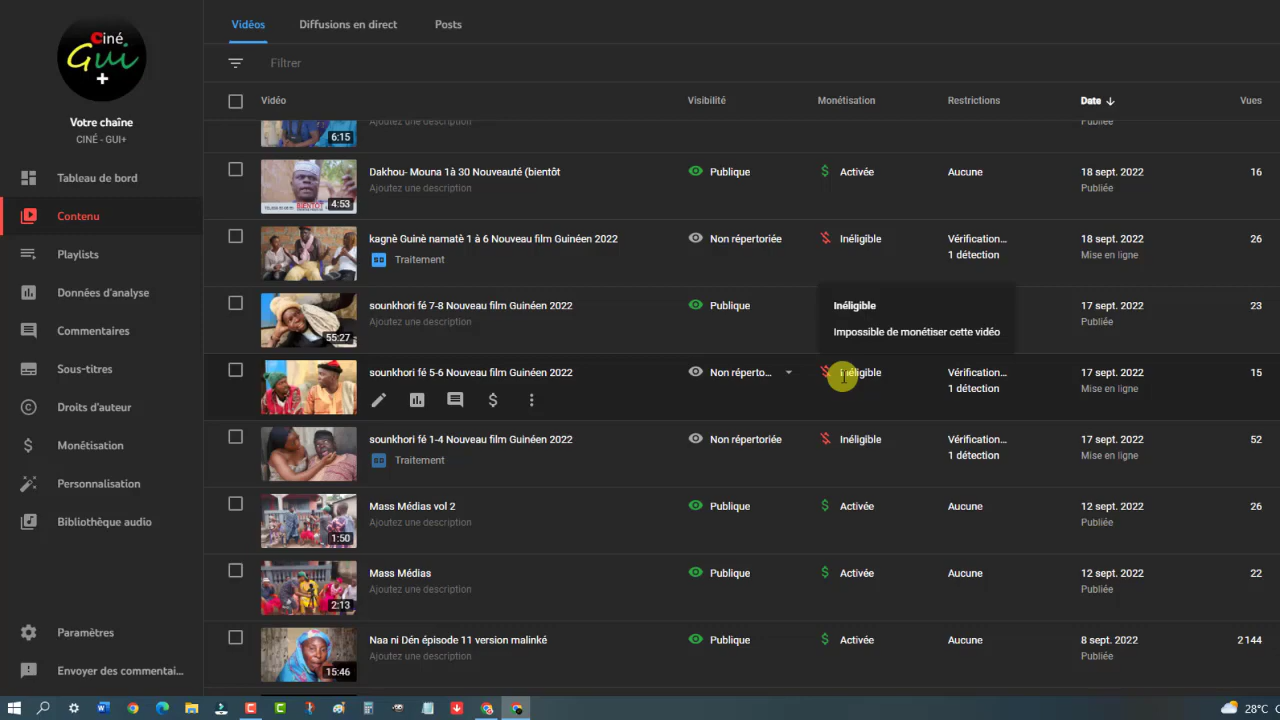 Ciné
Gui
+
Votre chaîne
CINÉ - GUI+
Tableau de bord
Contenu
Playlists
Données d'analyse
Commentaires
Sous-titres
Droits d'auteur
Monétisation
Personnalisation
Bibliothèque audio
Paramètres
Envoyer des commentai...
Vidéos Diffusions en direct Posts
Filtrer
Vidéo Visibilité Monétisation Restrictions Date Vues
6:15 Ajoutez une description Publiée
Dakhou- Mouna 1à 30 Nouveauté (bientôt Publique Activée Aucune 18 sept. 2022 16
Ajoutez une description Publiée
BIENTÔT
4:53
kagnè Guinè namatè 1 à 6 Nouveau film Guinéen 2022 Non répertoriée Inéligible Vérification... 18 sept. 2022 26
Traitement 1 détection Mise en ligne
sounkhori fé 7-8 Nouveau film Guinéen 2022 Publique 17 sept. 2022 23
Ajoutez une description Publiée
55:27
Inéligible
Impossible de monétiser cette vidéo
sounkhori fé 5-6 Nouveau film Guinéen 2022 Non réperto... Inéligible Vérification... 17 sept. 2022 15
1 détection Mise en ligne
sounkhori fé 1-4 Nouveau film Guinéen 2022 Non répertoriée Inéligible Vérification... 17 sept. 2022 52
Traitement 1 détection Mise en ligne
Mass Médias vol 2 Publique Activée Aucune 12 sept. 2022 26
Ajoutez une description Publiée
1:50
Mass Médias Publique Activée Aucune 12 sept. 2022 22
Ajoutez une description Publiée
2:13
Naa ni Dén épisode 11 version malinké Publique Activée Aucune 8 sept. 2022 2 144
Ajoutez une description Publiée
15:46
28°C